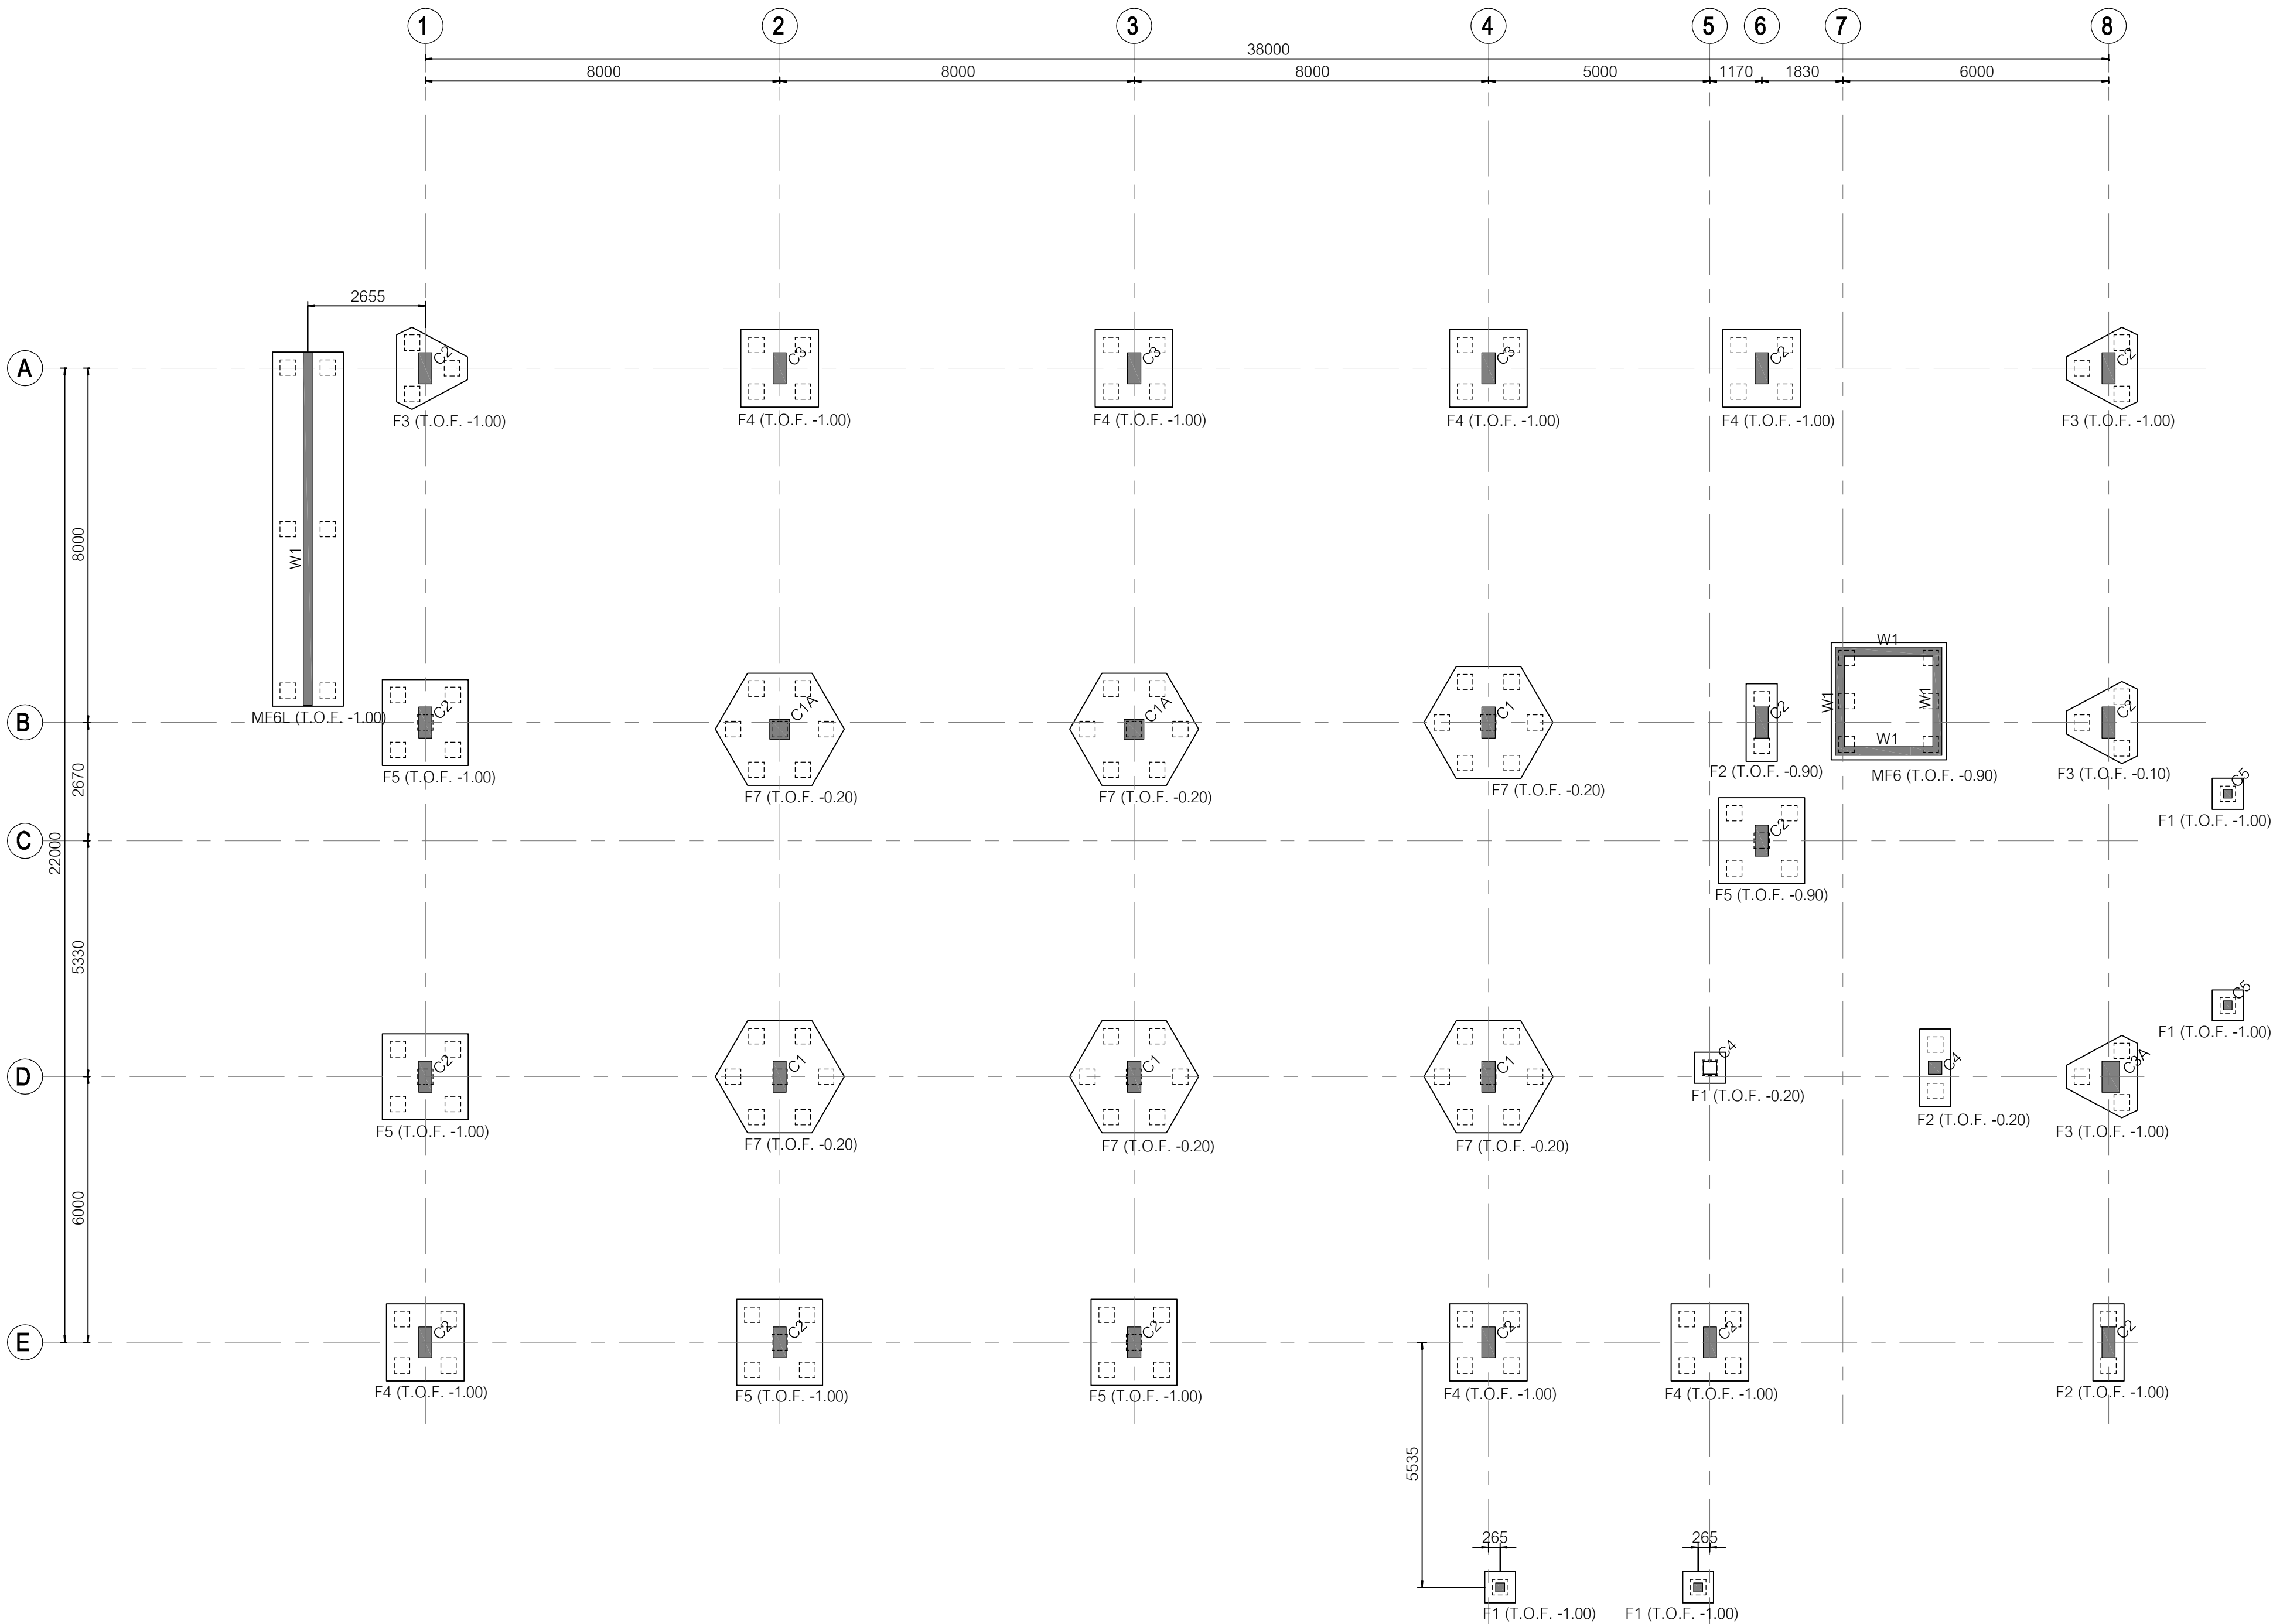 1 2 3 4 5 6 7 8
38000
8000 8000 8000 5000 1170 1830 6000
2655
A
C2 C3 C3 C3 C2 C2
F3 (T.O.F. -1.00) F4 (T.O.F. -1.00) F4 (T.O.F. -1.00) F4 (T.O.F. -1.00) F4 (T.O.F. -1.00) F3 (T.O.F. -1.00)
8000
W1
W1
W1 W1
W1
B
C2 C1A C1A C1 C2 C2
MF6L (T.O.F. -1.00)
F5 (T.O.F. -1.00) F7 (T.O.F. -0.20) F7 (T.O.F. -0.20) F7 (T.O.F. -0.20) F2 (T.O.F. -0.90) MF6 (T.O.F. -0.90) F3 (T.O.F. -0.10)
2670
C5
F1 (T.O.F. -1.00)
C
22000
C2
F5 (T.O.F. -0.90)
5330
C5
F1 (T.O.F. -1.00)
D
C2 C1 C1 C1 C4 C4 C3A
F5 (T.O.F. -1.00) F7 (T.O.F. -0.20) F7 (T.O.F. -0.20) F7 (T.O.F. -0.20) F1 (T.O.F. -0.20) F2 (T.O.F. -0.20) F3 (T.O.F. -1.00)
6000
E
C2 C2 C2 C2 C2 C2
F4 (T.O.F. -1.00) F5 (T.O.F. -1.00) F5 (T.O.F. -1.00) F4 (T.O.F. -1.00) F4 (T.O.F. -1.00) F2 (T.O.F. -1.00)
5535
265 265
F1 (T.O.F. -1.00) F1 (T.O.F. -1.00)